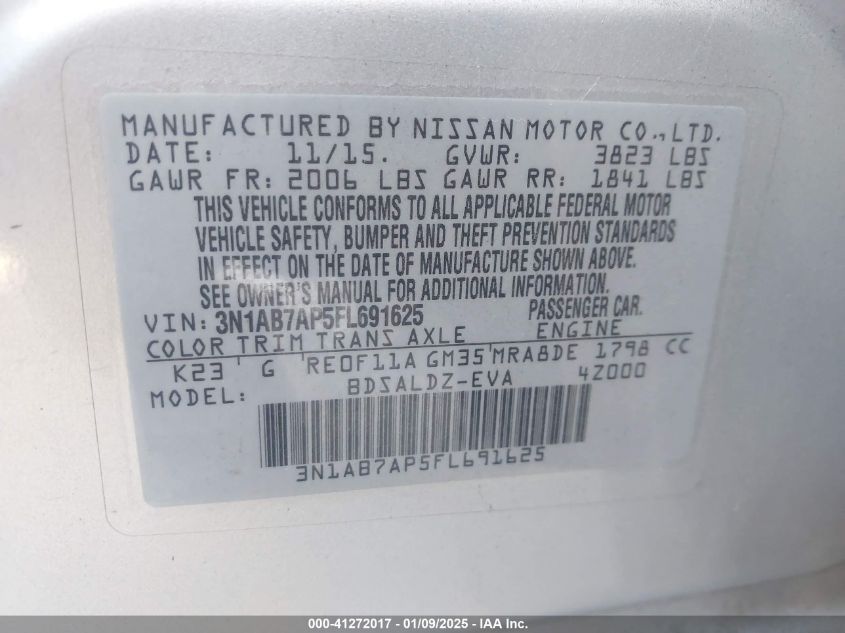 MANUFACTURED BY NISSAN MOTOR CO.,LTD.
DATE: 11/15. GVWR: 3823 LBS
GAWR FR: 2006 LBS GAWR RR: 1841 LBS
THIS VEHICLE CONFORMS TO ALL APPLICABLE FEDERAL MOTOR
VEHICLE SAFETY, BUMPER AND THEFT PREVENTION STANDARDS
IN EFFECT ON THE DATE OF MANUFACTURE SHOWN ABOVE.
SEE OWNER'S MANUAL FOR ADDITIONAL INFORMATION.
VIN: 3N1AB7AP5FL691625 PASSENGER CAR.
COLOR TRIM TRANS AXLE ENGINE
K23 G RE0F11A GM35 MRA8DE 1798 CC
MODEL: BDSALDZ-EVA 4Z000
3N1AB7AP5FL691625
000-41272017 - 01/09/2025 - IAA Inc.